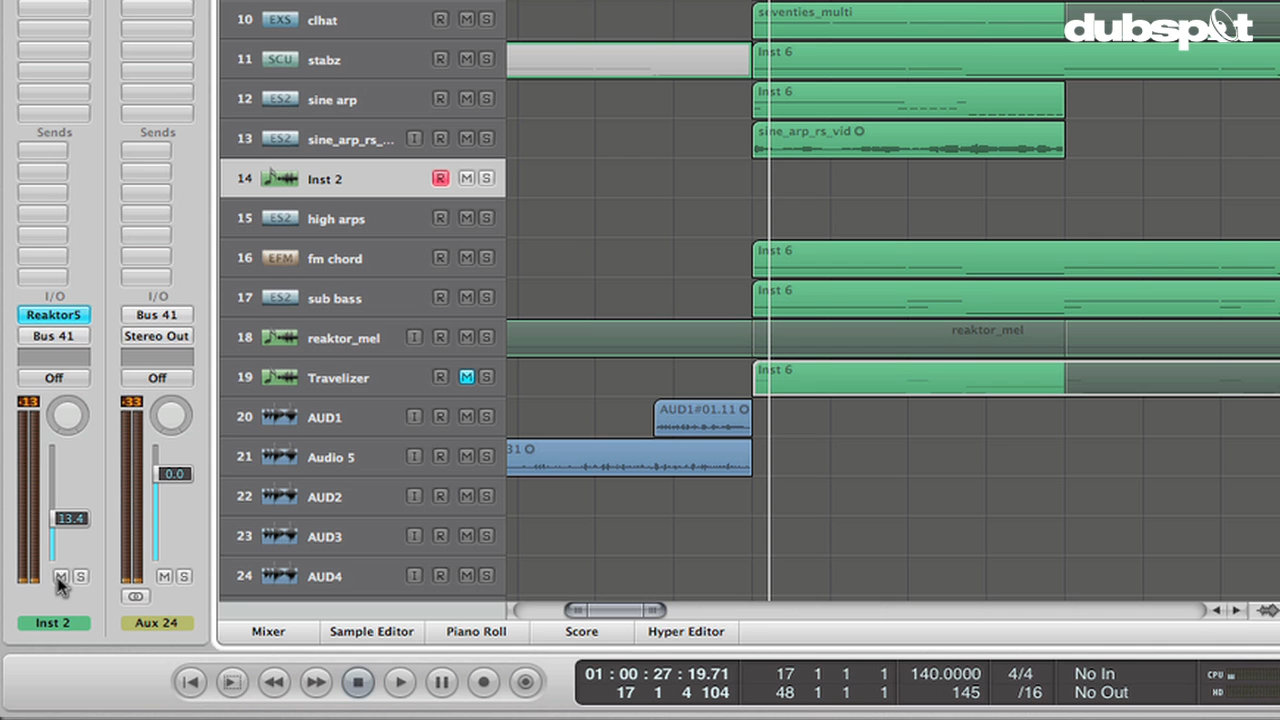 dubspot
10 EXS clhat R M S seventies_multi
11 SCU stabz R M S Inst 6
12 ES2 sine arp R M S Inst 6
Sends Sends
13 ES2 sine_arp_rs_... I R M S sine_arp_rs_vid
14 Inst 2 R M S
15 ES2 high arps R M S
16 EFM fm chord R M S Inst 6
I/O I/O
17 ES2 sub bass R M S Inst 6
Reaktor5 Bus 41
Bus 41 Stereo Out
18 reaktor_mel I R M S reaktor_mel
Off Off
19 Travelizer R M S Inst 6
-13 -33
20 AUD1 I R M S AUD1#01.11
21 Audio 5 I R M S 31
0.0
22 AUD2 I R M S
13.4
23 AUD3 I R M S
24 AUD4 I R M S
M S M S
Inst 2 Aux 24
Mixer Sample Editor Piano Roll Score Hyper Editor
01 : 00 : 27 : 19.71 17 1 1 1 140.0000 4/4 No In CPU
17 1 4 104 48 1 1 1 145 /16 No Out HD